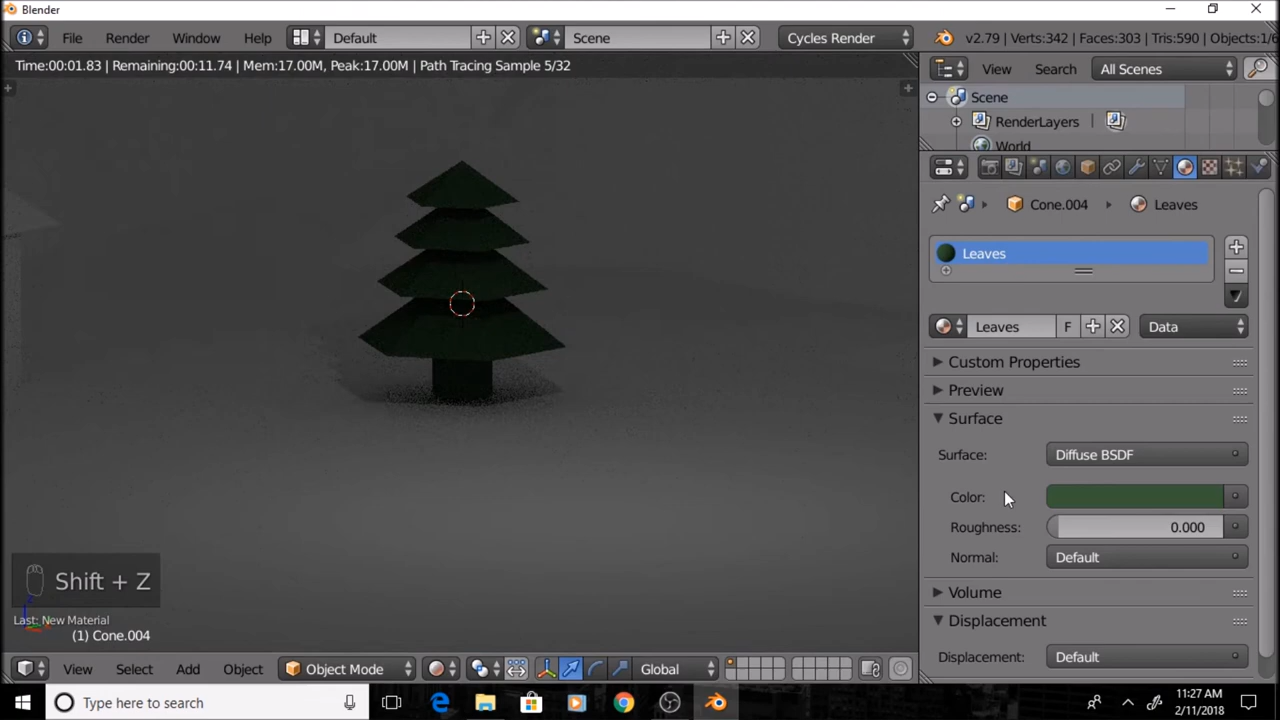 Blender
File Render Window Help Default Scene Cycles Render v2.79 | Verts:342 | Faces:303 | Tris:590 | Objects:1/6
Time:00:01.83 | Remaining:00:11.74 | Mem:17.00M, Peak:17.00M | Path Tracing Sample 5/32
View Search All Scenes
Scene
RenderLayers |
World
Cone.004 Leaves
Leaves
Leaves F Data
Custom Properties
Preview
Surface
Surface: Diffuse BSDF
Color:
Roughness: 0.000
Normal: Default
Volume
Displacement
Displacement: Default
Shift + Z
Last: New Material
(1) Cone.004
View Select Add Object Object Mode Global
Type here to search
11:27 AM
2/11/2018